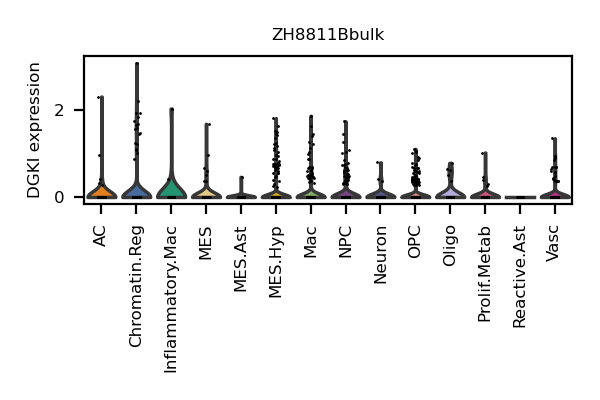 ZH8811Bbulk
DGKI expression
2
0
AC
Chromatin.Reg
Inflammatory.Mac
MES
MES.Ast
MES.Hyp
Mac
NPC
Neuron
OPC
Oligo
Prolif.Metab
Reactive.Ast
Vasc